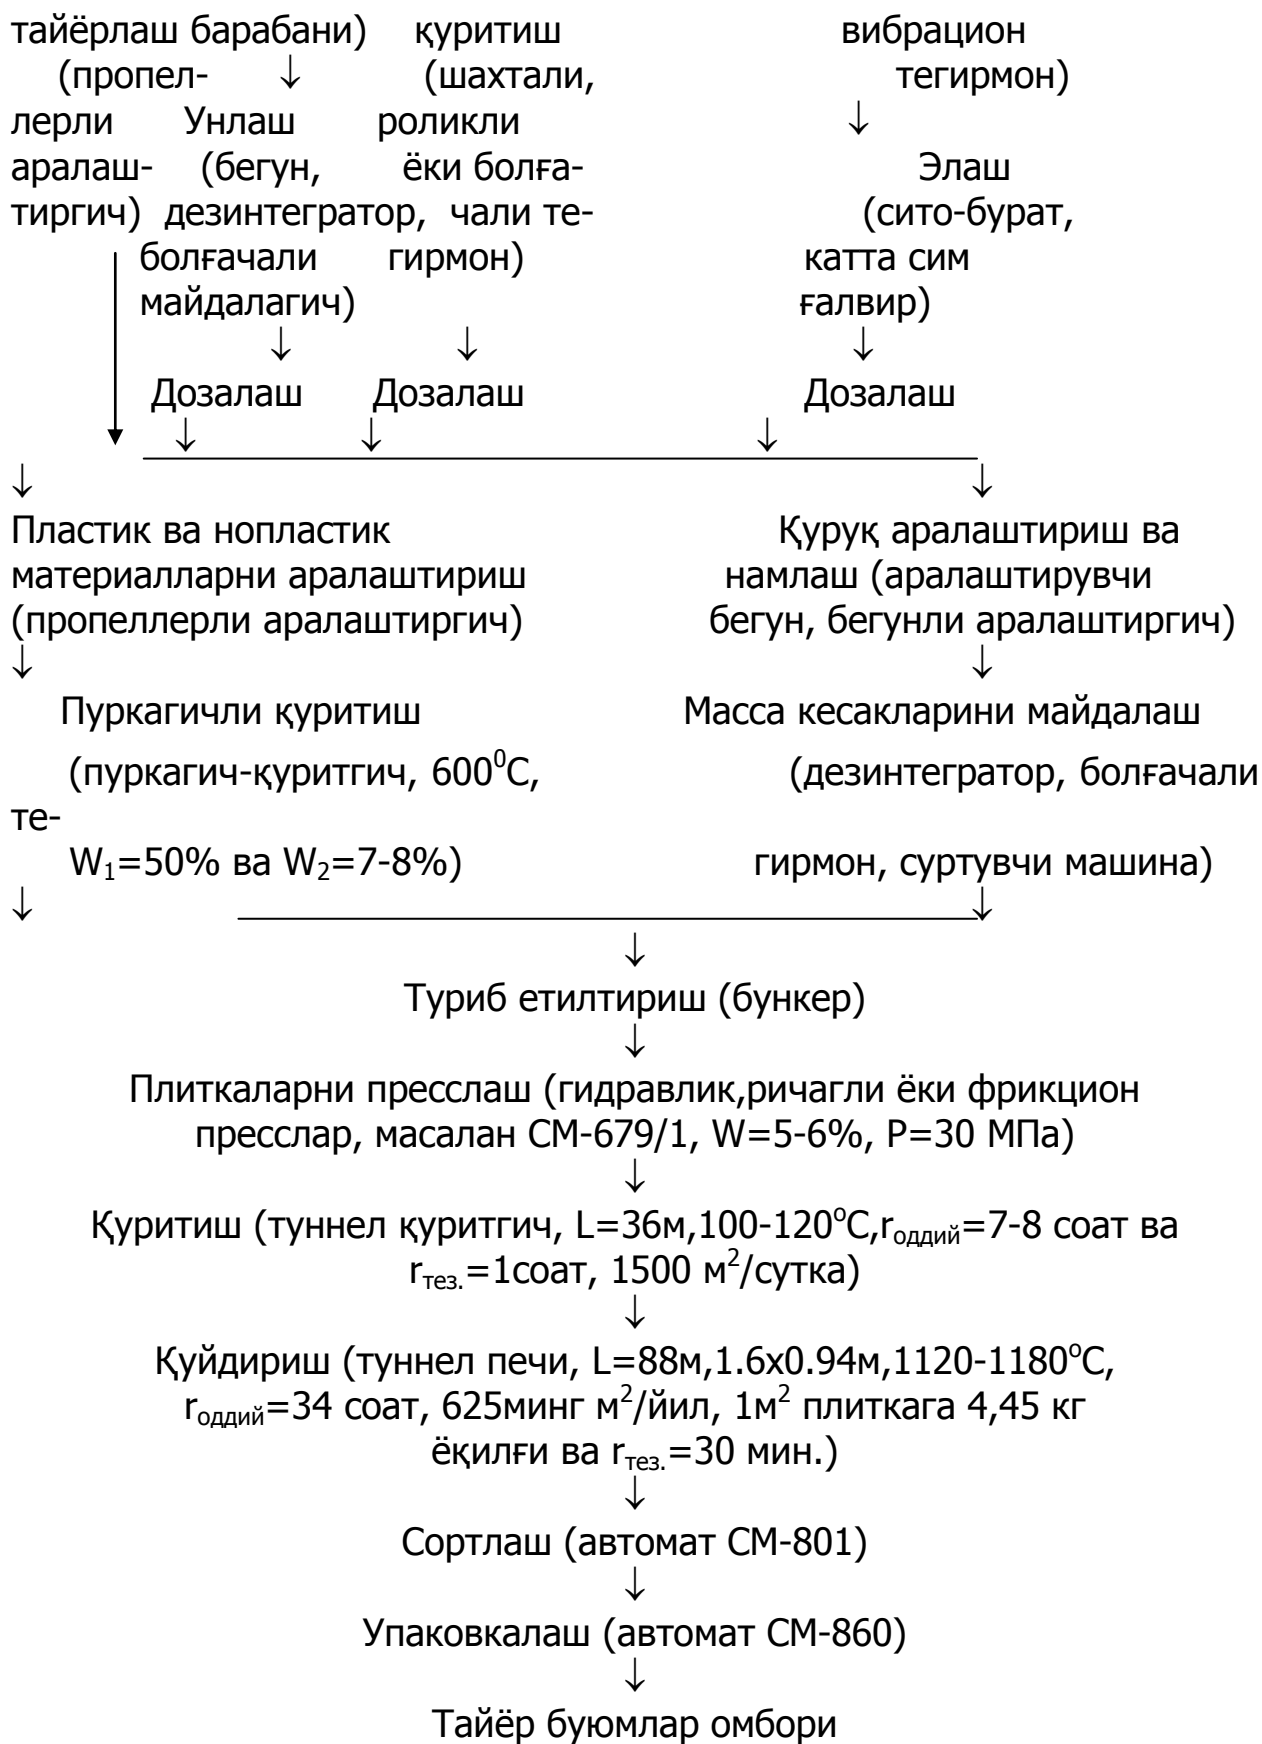 тайёрлаш барабани) қуритиш вибрацион
(пропел- ↓ (шахтали, тегирмон)
лерли Унлаш роликли ↓
аралаш- (бегун, ёки болға- Элаш
тиргич) дезинтегратор, чали те- (сито-бурат,
болғачали гирмон) катта сим
майдалагич) ғалвир)
↓ ↓ ↓
Дозалаш Дозалаш Дозалаш
↓ ↓ ↓
↓ ↓
Пластик ва нопластик Қуруқ аралаштириш ва
материалларни аралаштириш намлаш (аралаштирувчи
(пропеллерли аралаштиргич) бегун, бегунли аралаштиргич)
↓ ↓
Пуркагичли қуритиш Масса кесакларини майдалаш
(пуркагич-қуритгич, 600⁰С, (дезинтегратор, болғачали
те-
W₁=50% ва W₂=7-8%) гирмон, суртувчи машина)
↓ ↓
↓
Туриб етилтириш (бункер)
↓
Плиткаларни пресслаш (гидравлик,ричагли ёки фрикцион
пресслар, масалан СМ-679/1, W=5-6%, Р=30 МПа)
↓
Қуритиш (туннел қуритгич, L=36м,100-120°С,rоддий=7-8 соат ва
rтез.=1соат, 1500 м²/сутка)
↓
Қуйдириш (туннел печи, L=88м,1.6х0.94м,1120-1180°С,
rоддий=34 соат, 625минг м²/йил, 1м² плиткага 4,45 кг
ёқилғи ва rтез.=30 мин.)
↓
Сортлаш (автомат СМ-801)
↓
Упаковкалаш (автомат СМ-860)
↓
Тайёр буюмлар омбори